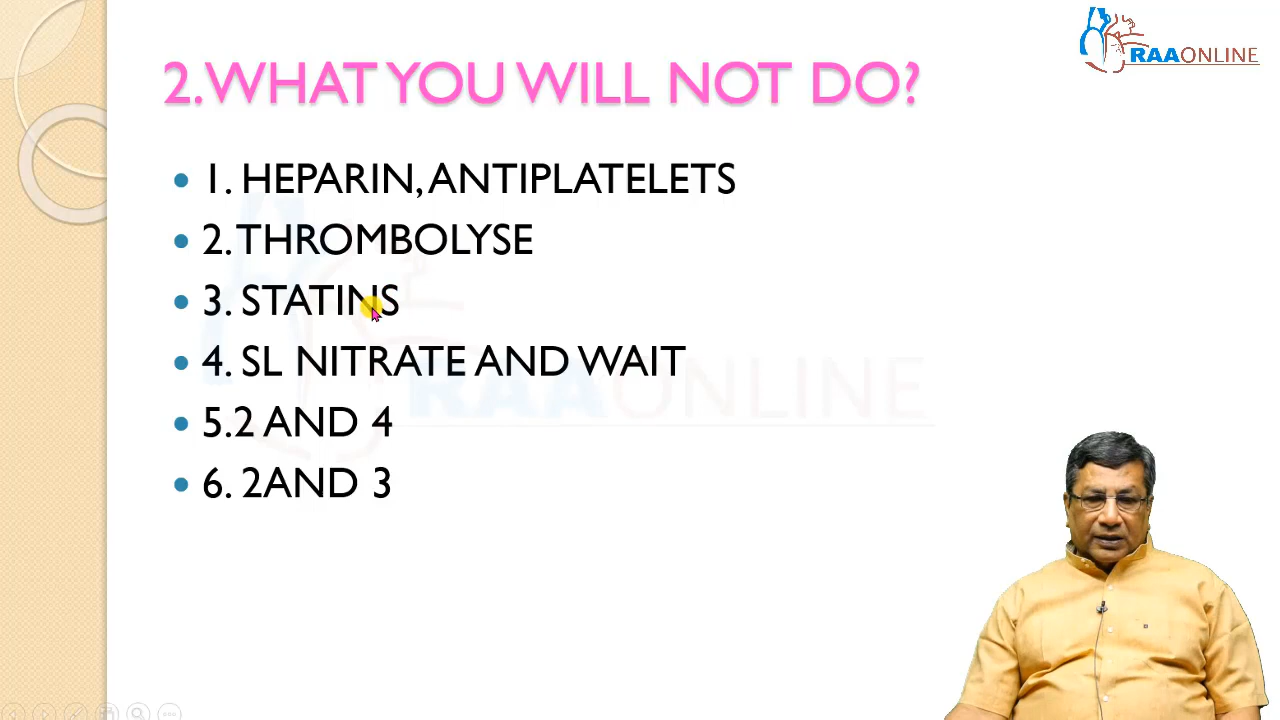 RAAONLINE
2. WHAT YOU WILL NOT DO?
1. HEPARIN, ANTIPLATELETS
2. THROMBOLYSE
3. STATINS
4. SL NITRATE AND WAIT
RAAONLINE
5.2 AND 4
6. 2AND 3